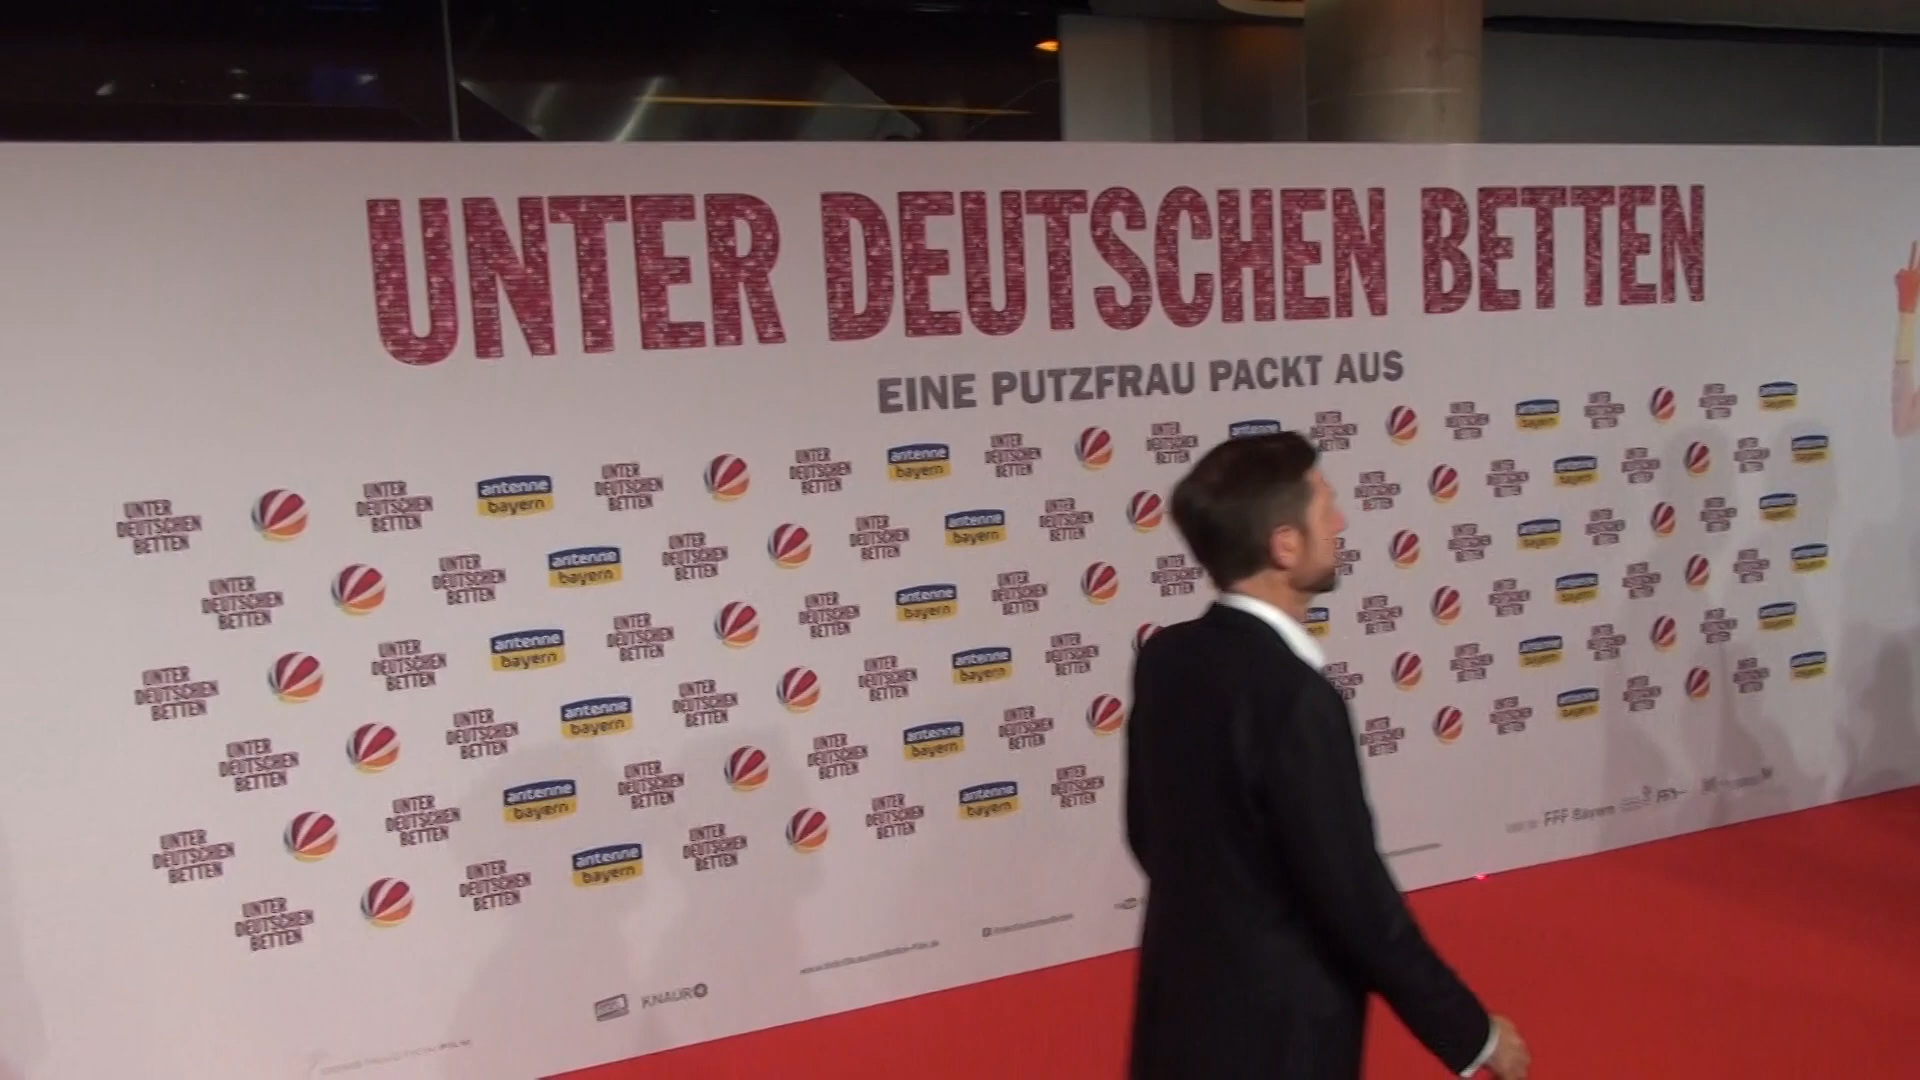 UNTER DEUTSCHEN BETTEN
EINE PUTZFRAU PACKT AUS
UNTER DEUTSCHEN BETTEN
antenne bayern
KNAUR
FFF Bayern